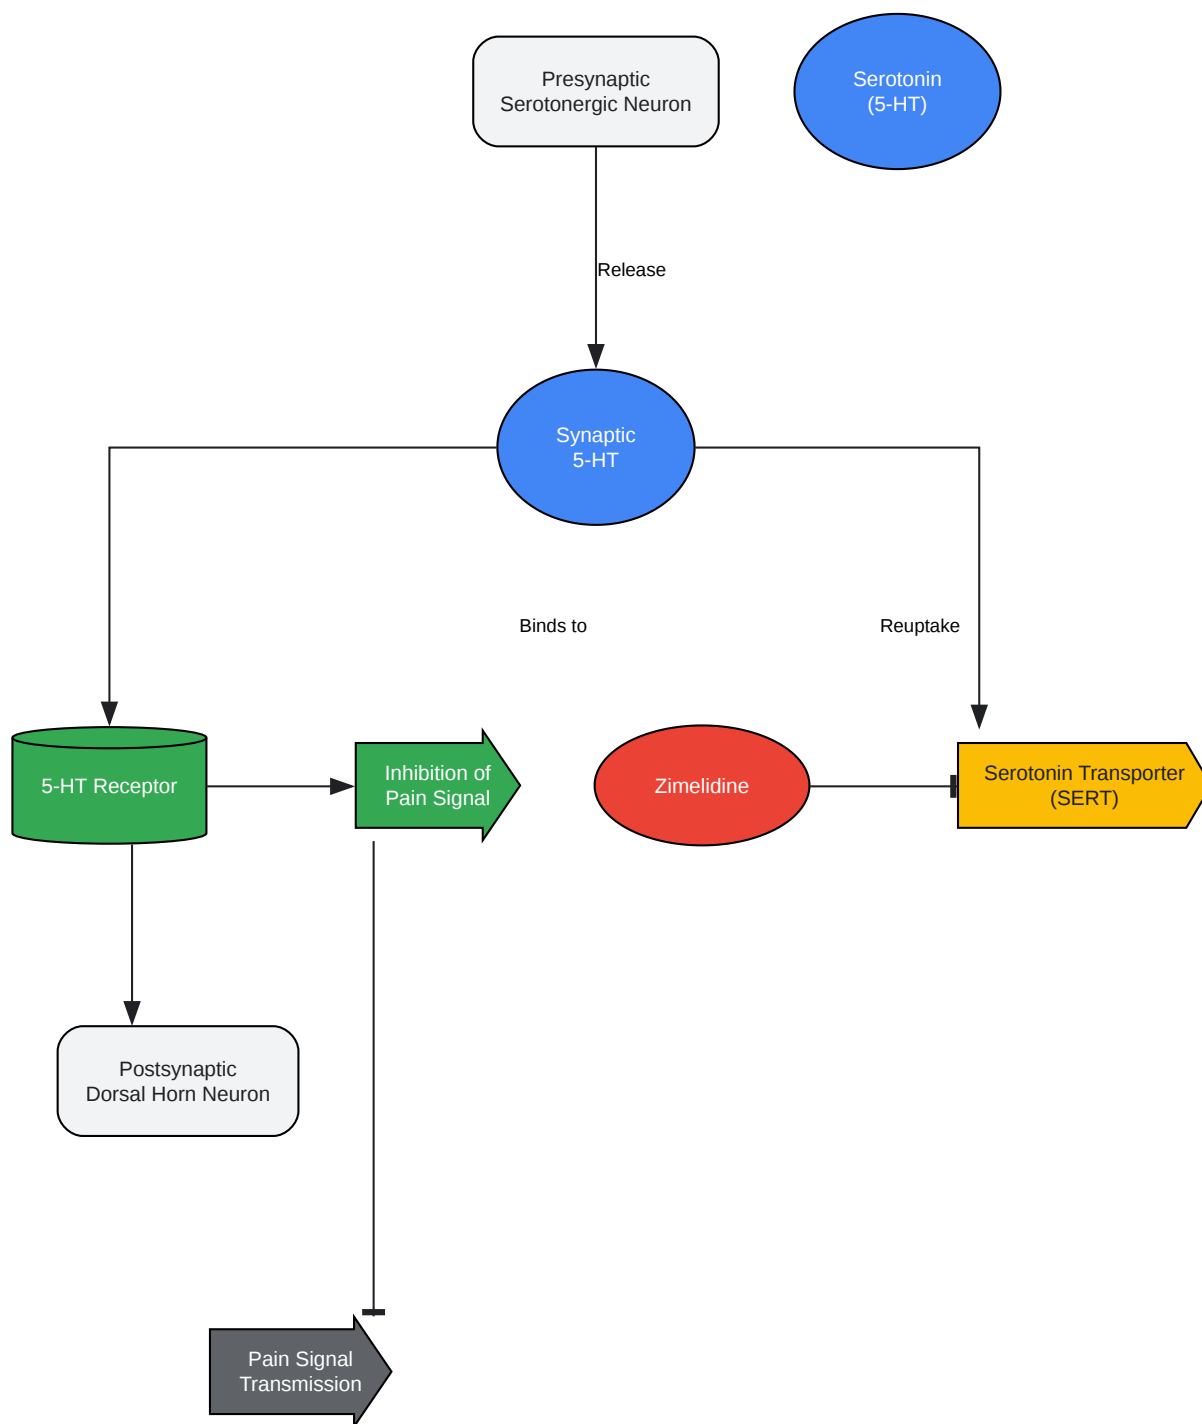 Presynaptic
Serotonergic Neuron
Serotonin
(5-HT)
Release
Synaptic
5-HT
Binds to
Reuptake
5-HT Receptor
Inhibition of
Pain Signal
Zimelidine
Serotonin Transporter
(SERT)
Postsynaptic
Dorsal Horn Neuron
Pain Signal
Transmission